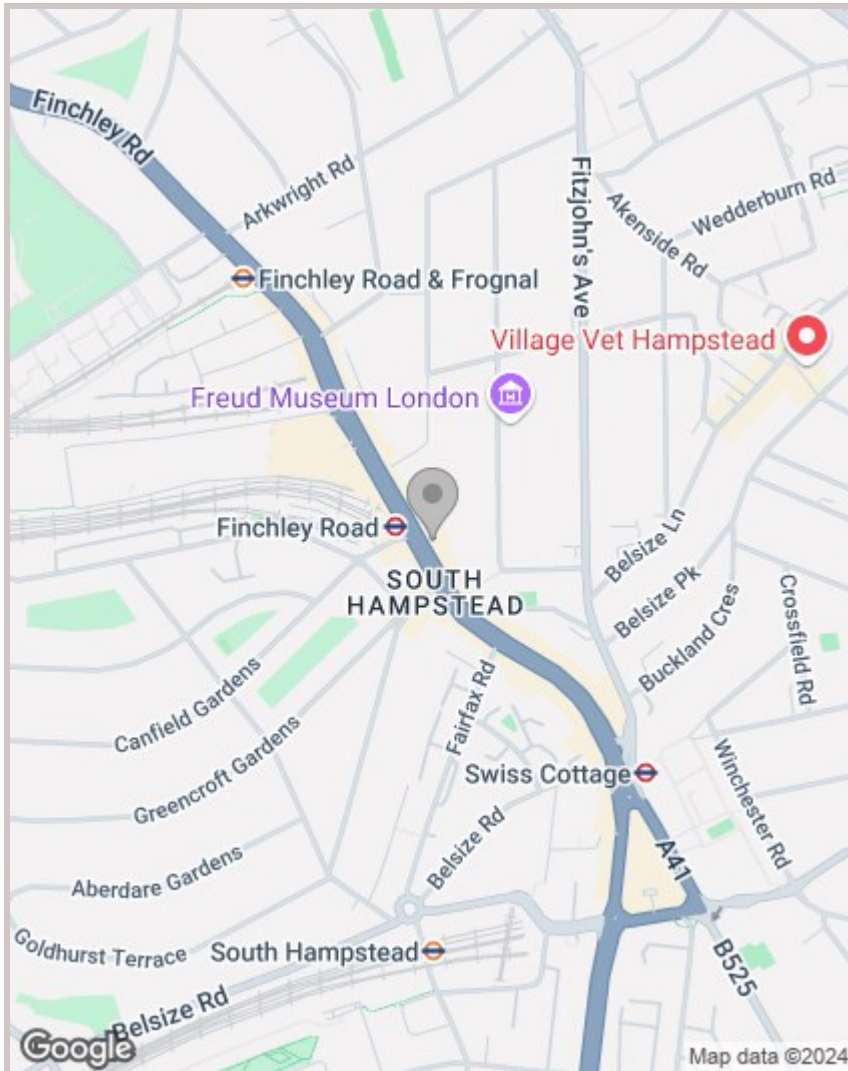 Finchley Rd
Arkwright Rd
Fitzjohn's Ave
Akenside Rd
Wedderburn Rd
Finchley Road & Frognal
Village Vet Hampstead
Freud Museum London
Finchley Road
SOUTH
HAMPSTEAD
Belsize Ln
Belsize Pk
Buckland Cres
Crossfield Rd
Canfield Gardens
Fairfax Rd
Greencroft Gardens
Swiss Cottage
Winchester Rd
Belsize Rd
A41
Aberdare Gardens
Goldhurst Terrace
South Hampstead
B525
Belsize Rd
Google
Map data ©2024